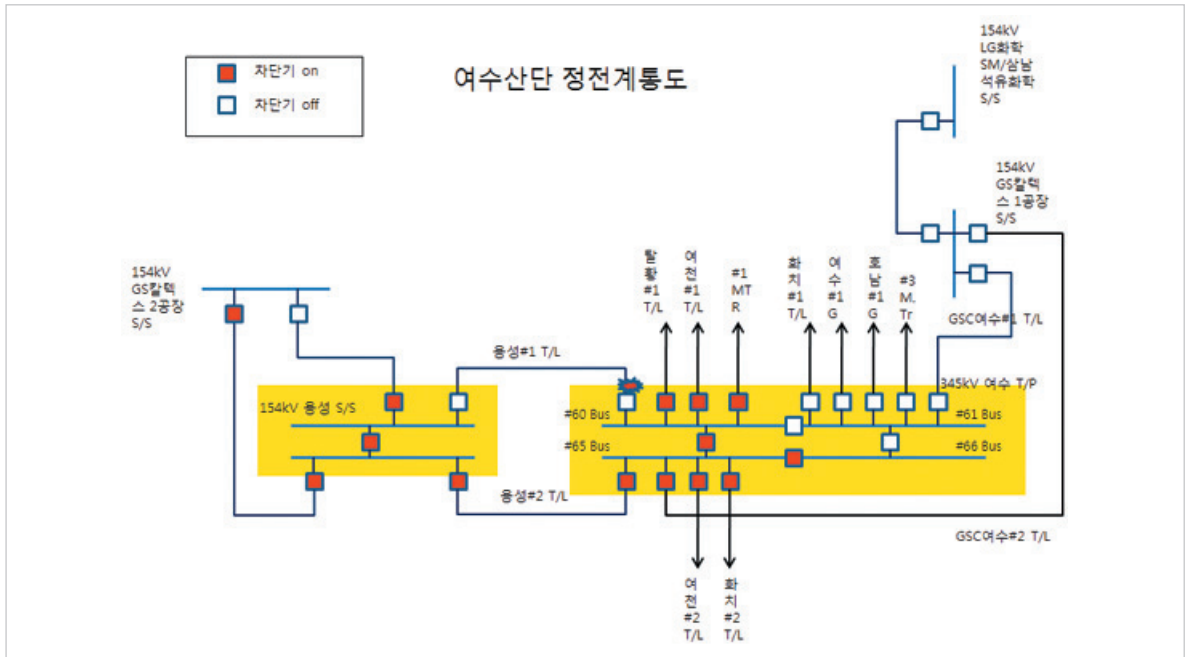 차단기 on
차단기 off
여수산단 정전계통도
154kV
LG화학
SM/삼남
석유화학
S/S
154kV
GS칼텍
스 1공장
S/S
154kV
GS칼텍
스 2공장
S/S
탈
황
#1
T/L
여
천
#1
T/L
#1
MT
R
화
치
#1
T/L
여
수
#1
G
호
남
#1
G
#3
M.
Tr
GSC여수#1 T/L
용성#1 T/L
345kV 여수 T/P
154kV 용성 S/S
#60 Bus
#61 Bus
#65 Bus
#66 Bus
용성#2 T/L
GSC여수#2 T/L
여
천
#2
T/L
화
치
#2
T/L